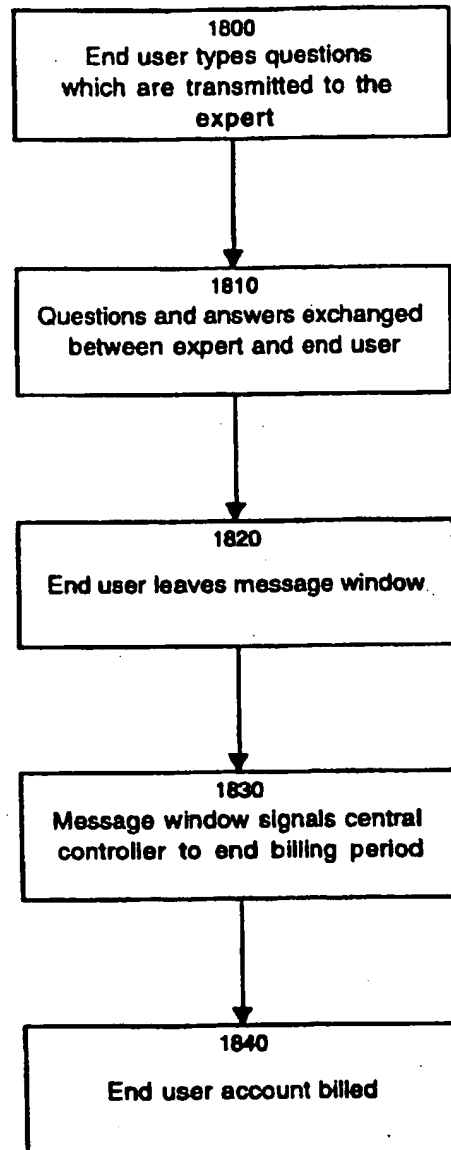 1800
End user types questions
which are transmitted to the
expert
1810
Questions and answers exchanged
between expert and end user
1820
End user leaves message window
1830
Message window signals central
controller to end billing period
1840
End user account billed